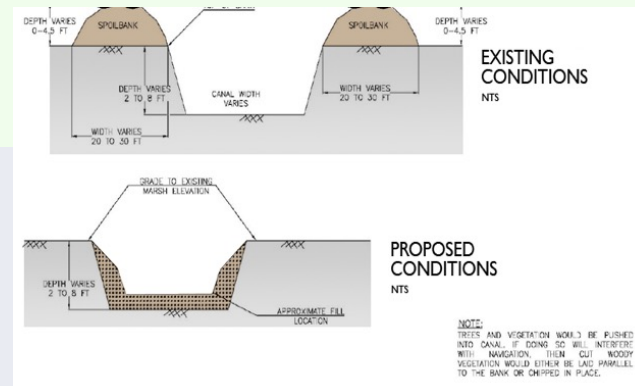 DEPTH VARIES
0-4.5 FT
SPOILBANK
SPOILBANK
DEPTH VARIES
0-4.5 FT
DEPTH VARIES
2 TO 8 FT
CANAL WIDTH
VARIES
WIDTH VARIES
20 TO 30 FT
WIDTH VARIES
20 TO 30 FT
EXISTING
CONDITIONS
NTS
GRADE TO EXISTING
MARSH ELEVATION
DEPTH VARIES
2 TO 8 FT
APPROXIMATE FILL
LOCATION
PROPOSED
CONDITIONS
NTS
NOTE:
TREES AND VEGETATION WOULD BE PUSHED
INTO CANAL. IF DOING SO WILL INTERFERE
WITH NAVIGATION, THEN CUT WOODY
VEGETATION WOULD EITHER BE LAID PARALLEL
TO THE BANK OR CHIPPED IN PLACE.